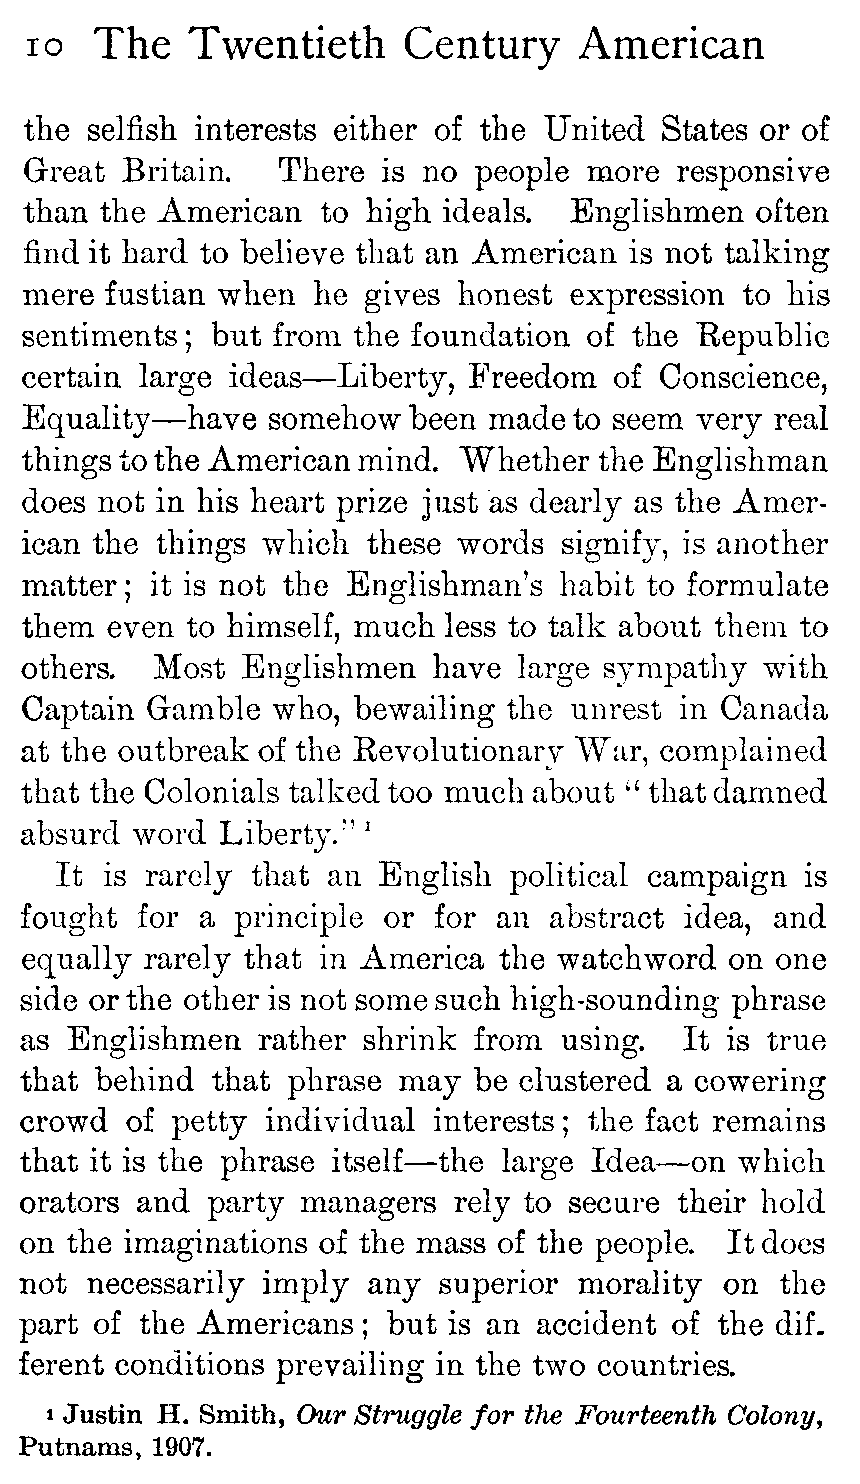 10 The Twentieth Century American
the selfish interests either of the United States or of
Great Britain. There is no people more responsive
than the American to high ideals. Englishmen often
find it hard to believe that an American is not talking
mere fustian when he gives honest expression to his
sentiments; but from the foundation of the Republic
certain large ideas—Liberty, Freedom of Conscience,
Equality—have somehow been made to seem very real
things to the American mind. Whether the Englishman
does not in his heart prize just as dearly as the Amer-
ican the things which these words signify, is another
matter; it is not the Englishman's habit to formulate
them even to himself, much less to talk about them to
others. Most Englishmen have large sympathy with
Captain Gamble who, bewailing the unrest in Canada
at the outbreak of the Revolutionary War, complained
that the Colonials talked too much about "that damned
absurd word Liberty." ¹
It is rarely that an English political campaign is
fought for a principle or for an abstract idea, and
equally rarely that in America the watchword on one
side or the other is not some such high-sounding phrase
as Englishmen rather shrink from using. It is true
that behind that phrase may be clustered a cowering
crowd of petty individual interests; the fact remains
that it is the phrase itself—the large Idea—on which
orators and party managers rely to secure their hold
on the imaginations of the mass of the people. It does
not necessarily imply any superior morality on the
part of the Americans; but is an accident of the dif-
ferent conditions prevailing in the two countries.
¹ Justin H. Smith, Our Struggle for the Fourteenth Colony,
Putnams, 1907.